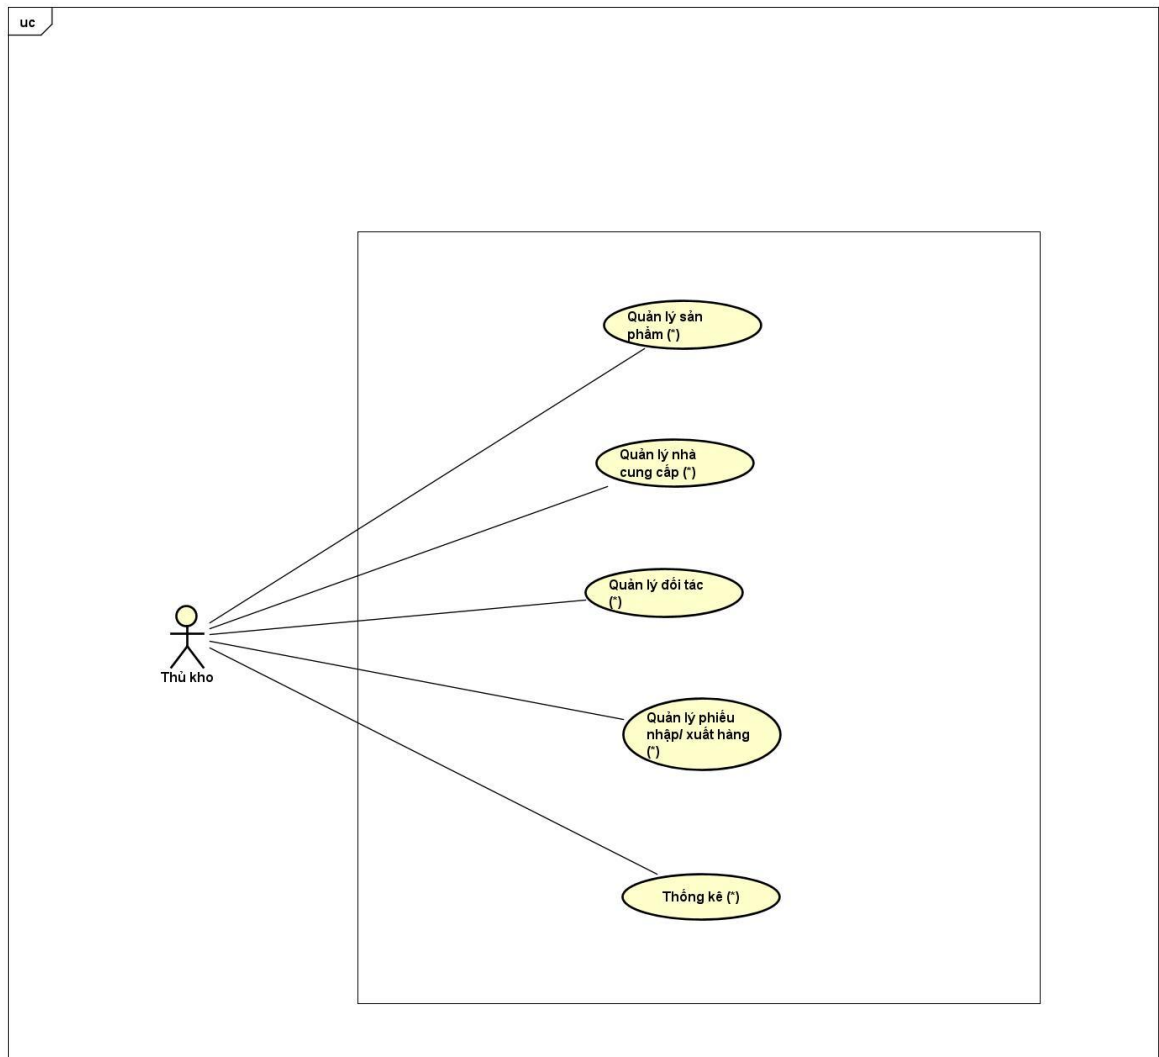 uc
Quản lý sản
phẩm (*)
Quản lý nhà
cung cấp (*)
Quản lý đối tác
(*)
Thủ kho
Quản lý phiếu
nhập/ xuất hàng
(*)
Thống kê (*)